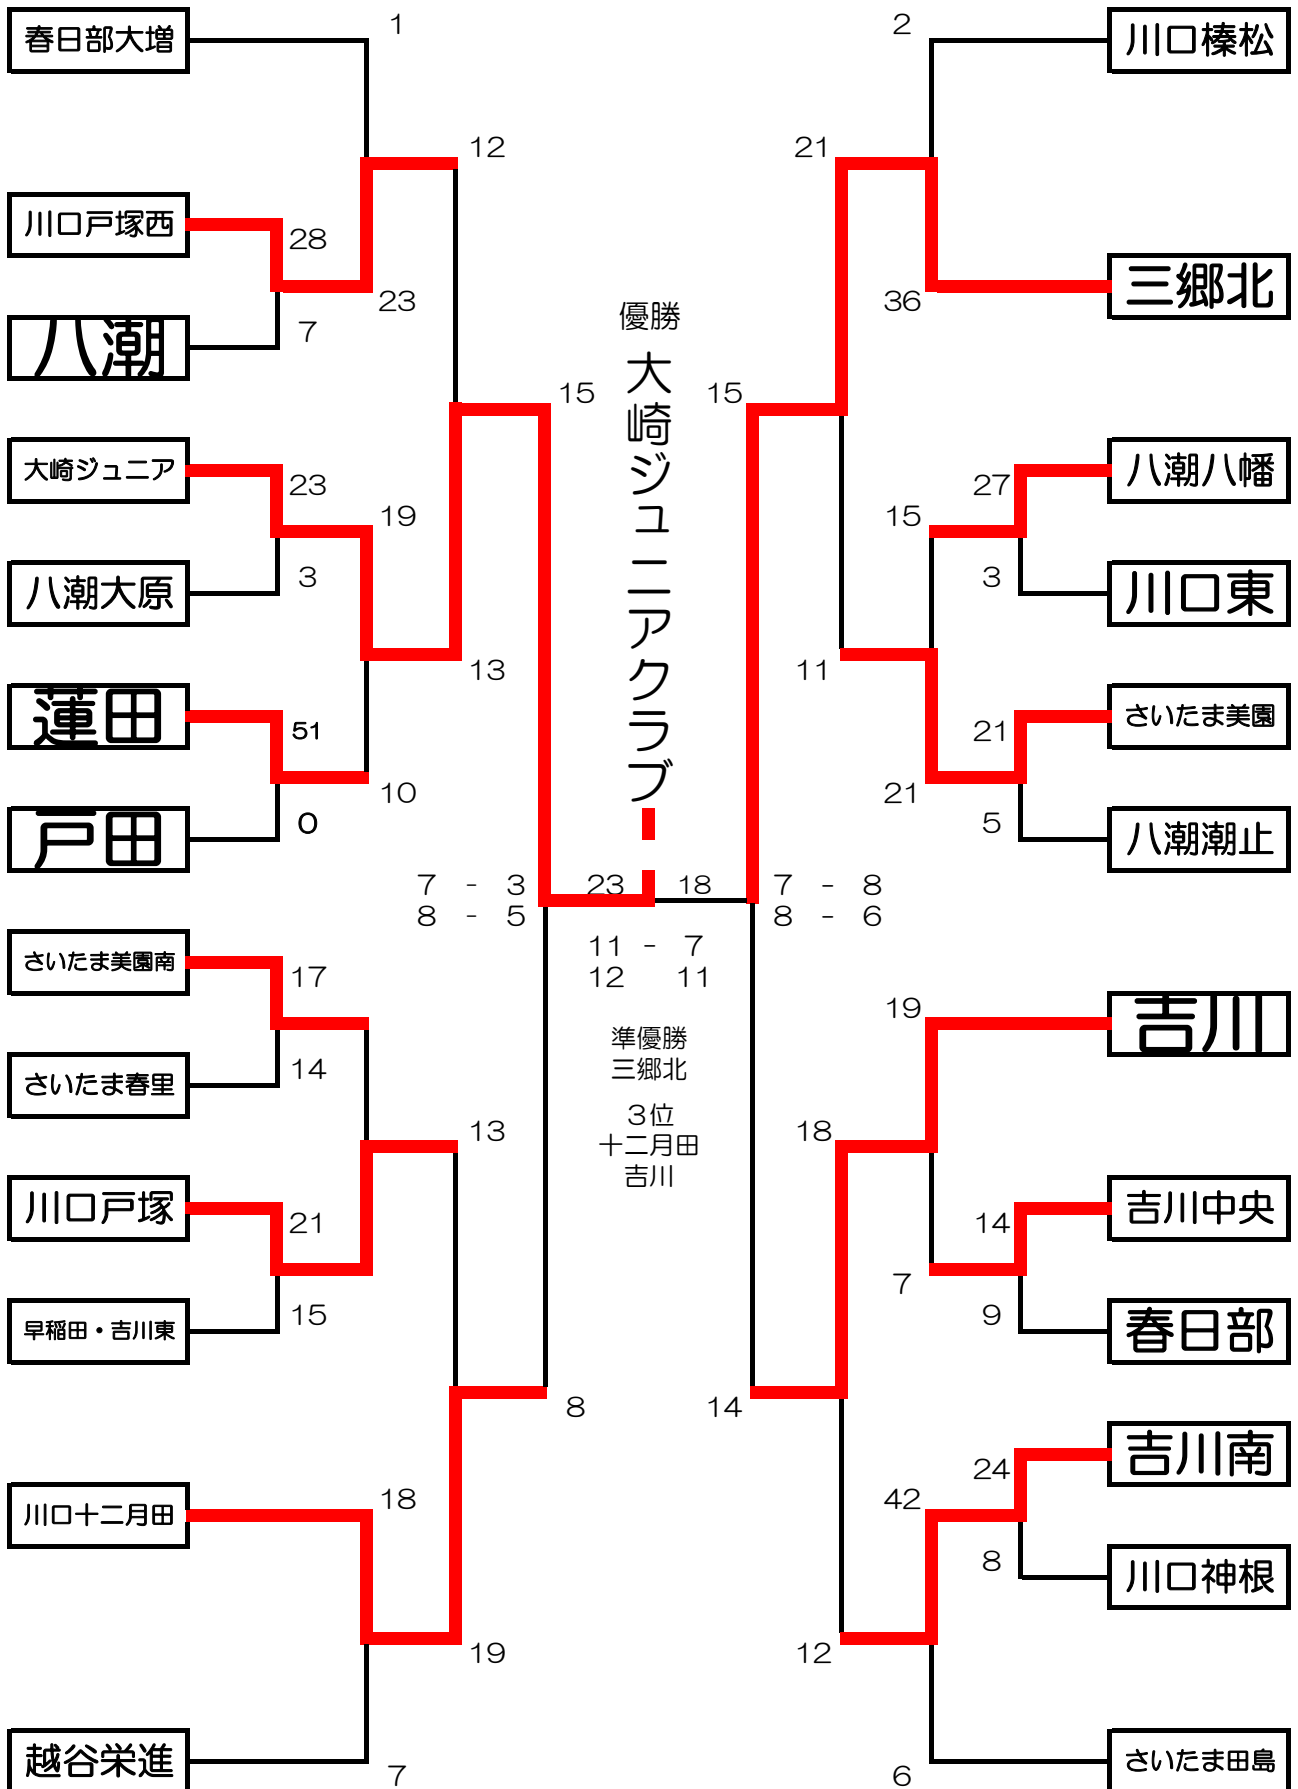 1
2
春日部大増
川口榛松
12
21
川口戸塚西
28
三郷北
23
36
八潮
7
優勝
大崎ジュニアクラブ
15
15
大崎ジュニア
23
19
八潮八幡
27
15
八潮大原
3
川口東
3
13
11
蓮田
51
さいたま美園
21
10
21
戸田
0
八潮潮止
5
7 - 3
23
18
7 - 8
8 - 5
8 - 6
11 - 7
12 11
さいたま美園南
17
19
吉川
準優勝
三郷北
さいたま春里
14
3位
十二月田
吉川
13
18
川口戸塚
21
吉川中央
14
7
早稲田・吉川東
15
春日部
9
8
14
吉川南
24
川口十二月田
18
42
川口神根
8
19
12
越谷栄進
7
さいたま田島
6